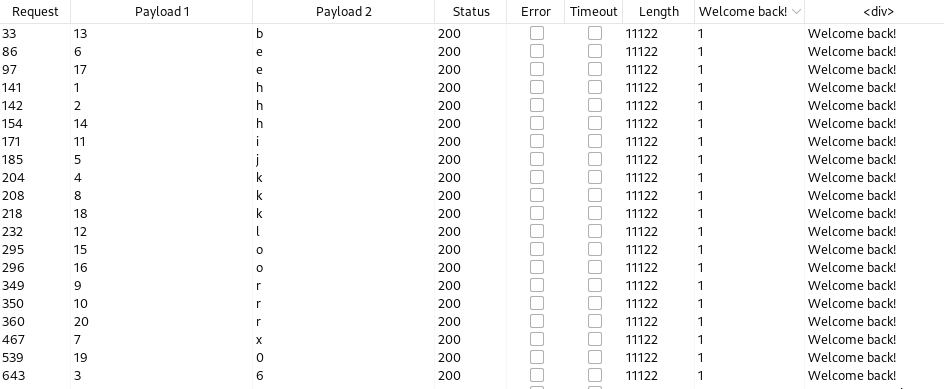 Request Payload 1 Payload 2 Status Error Timeout Length Welcome back! <div>
33 13 b 200 11122 1 Welcome back!
86 6 e 200 11122 1 Welcome back!
97 17 e 200 11122 1 Welcome back!
141 1 h 200 11122 1 Welcome back!
142 2 h 200 11122 1 Welcome back!
154 14 h 200 11122 1 Welcome back!
171 11 i 200 11122 1 Welcome back!
185 5 j 200 11122 1 Welcome back!
204 4 k 200 11122 1 Welcome back!
208 8 k 200 11122 1 Welcome back!
218 18 k 200 11122 1 Welcome back!
232 12 l 200 11122 1 Welcome back!
295 15 o 200 11122 1 Welcome back!
296 16 o 200 11122 1 Welcome back!
349 9 r 200 11122 1 Welcome back!
350 10 r 200 11122 1 Welcome back!
360 20 r 200 11122 1 Welcome back!
467 7 x 200 11122 1 Welcome back!
539 19 0 200 11122 1 Welcome back!
643 3 6 200 11122 1 Welcome back!